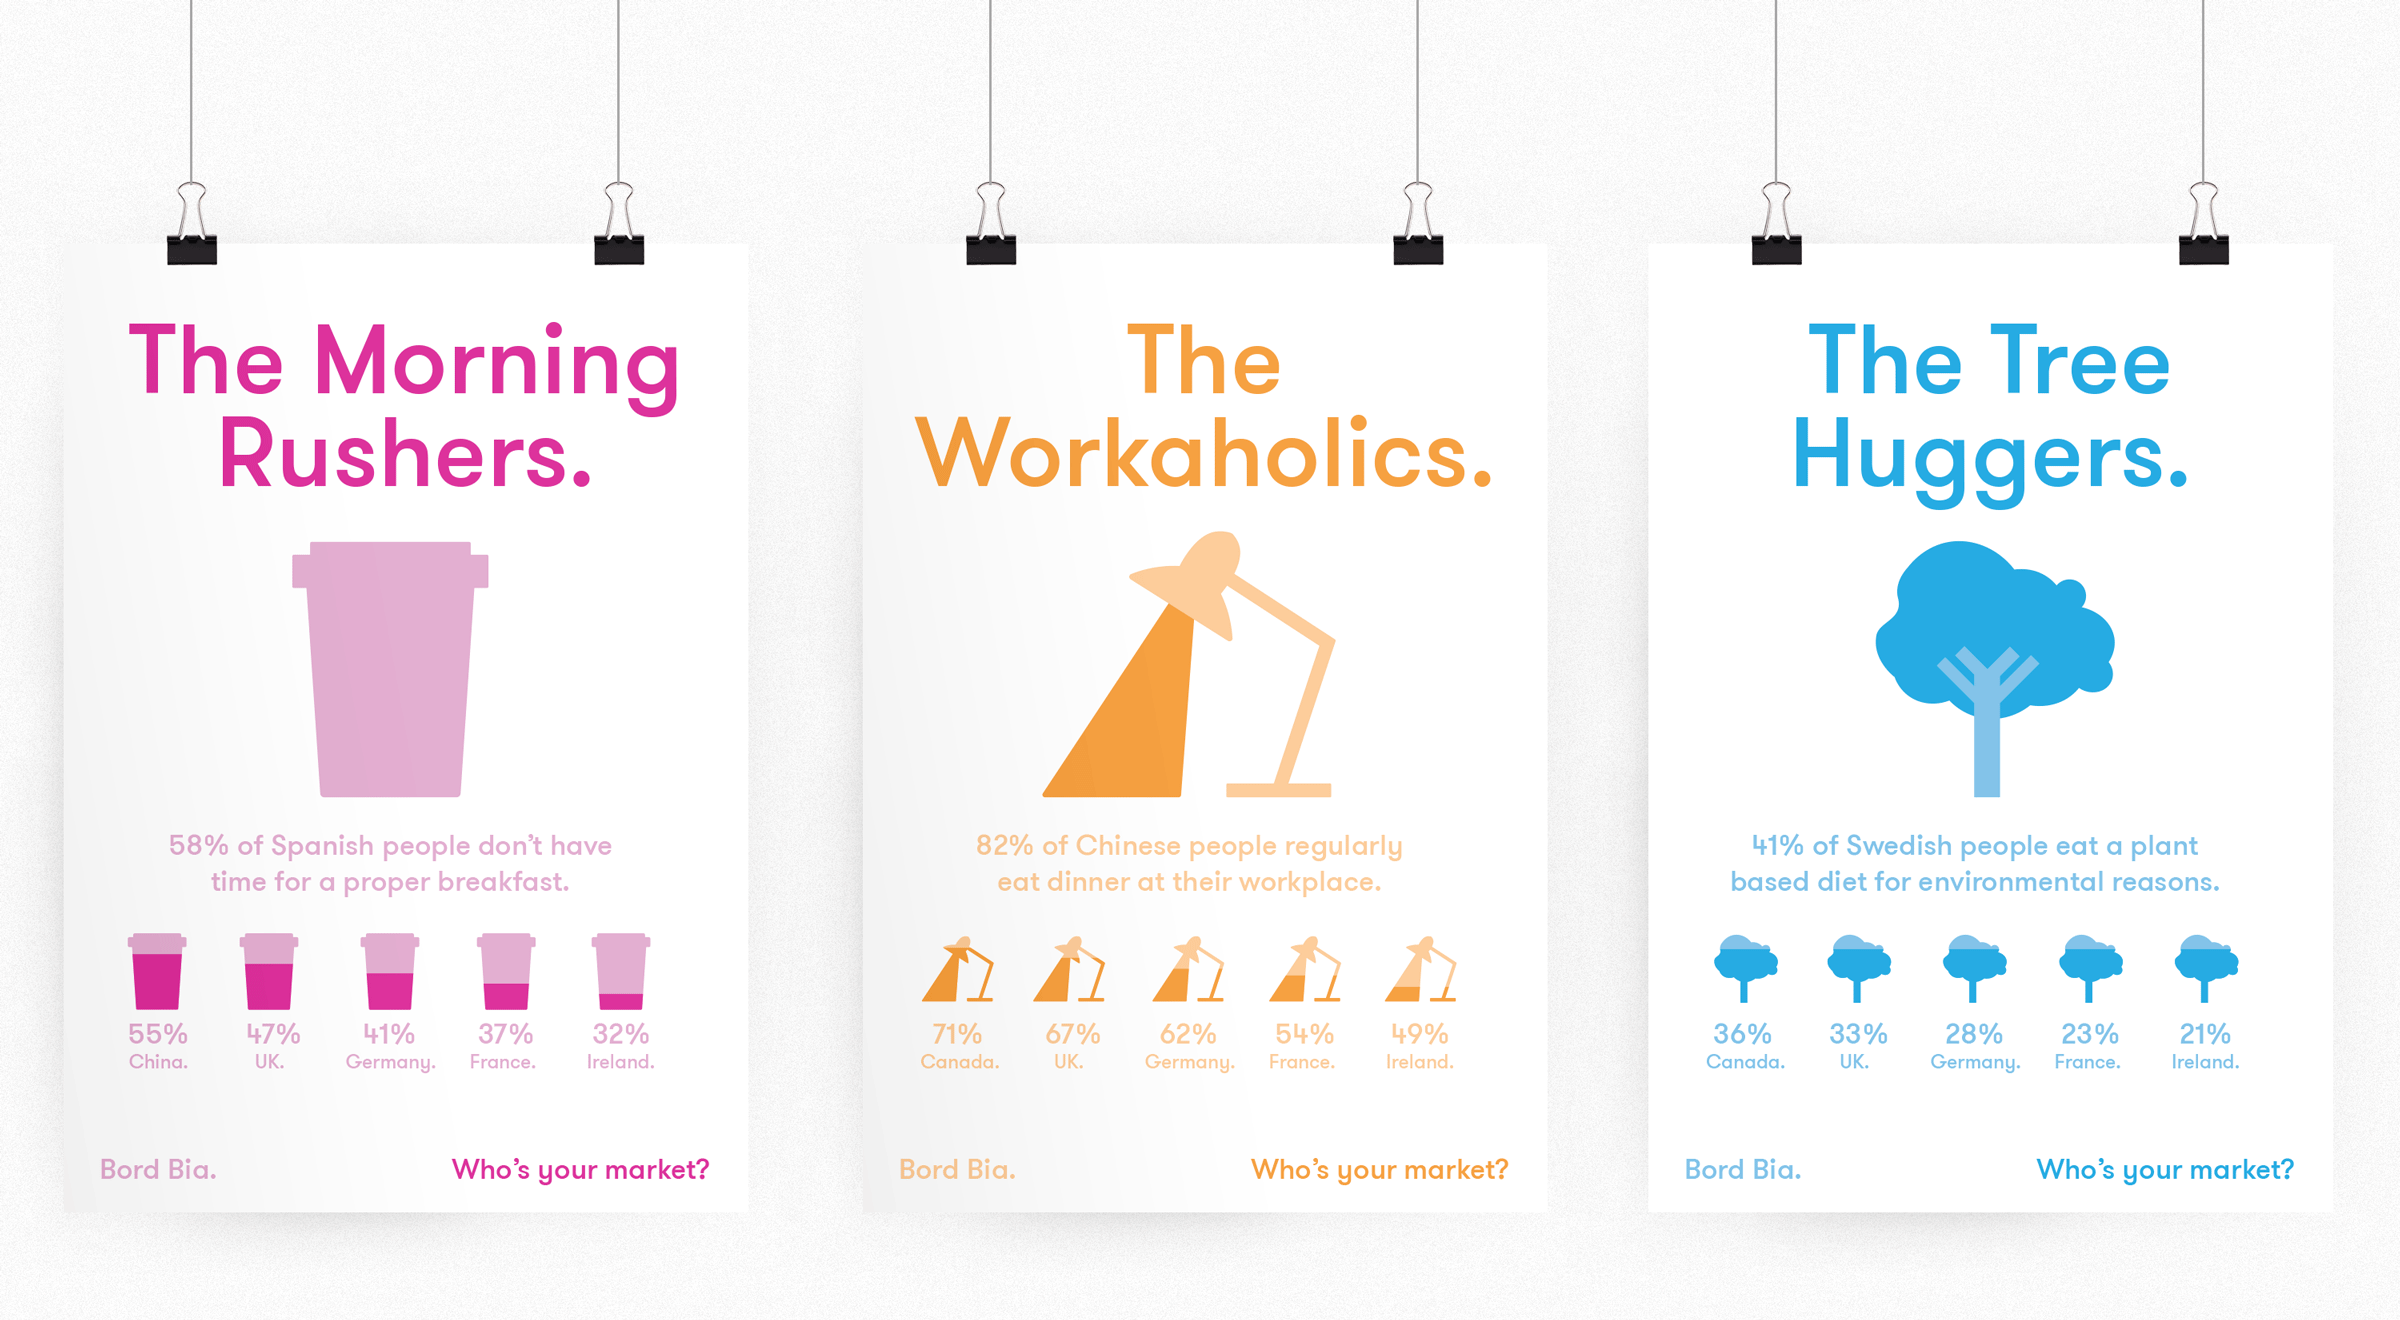 The Morning
Rushers.
58% of Spanish people don't have
time for a proper breakfast.
55% 47% 41% 37% 32%
China. UK. Germany. France. Ireland.
Bord Bia. Who's your market?
The
Workaholics.
82% of Chinese people regularly
eat dinner at their workplace.
71% 67% 62% 54% 49%
Canada. UK. Germany. France. Ireland.
Bord Bia. Who's your market?
The Tree
Huggers.
41% of Swedish people eat a plant
based diet for environmental reasons.
36% 33% 28% 23% 21%
Canada. UK. Germany. France. Ireland.
Bord Bia. Who's your market?